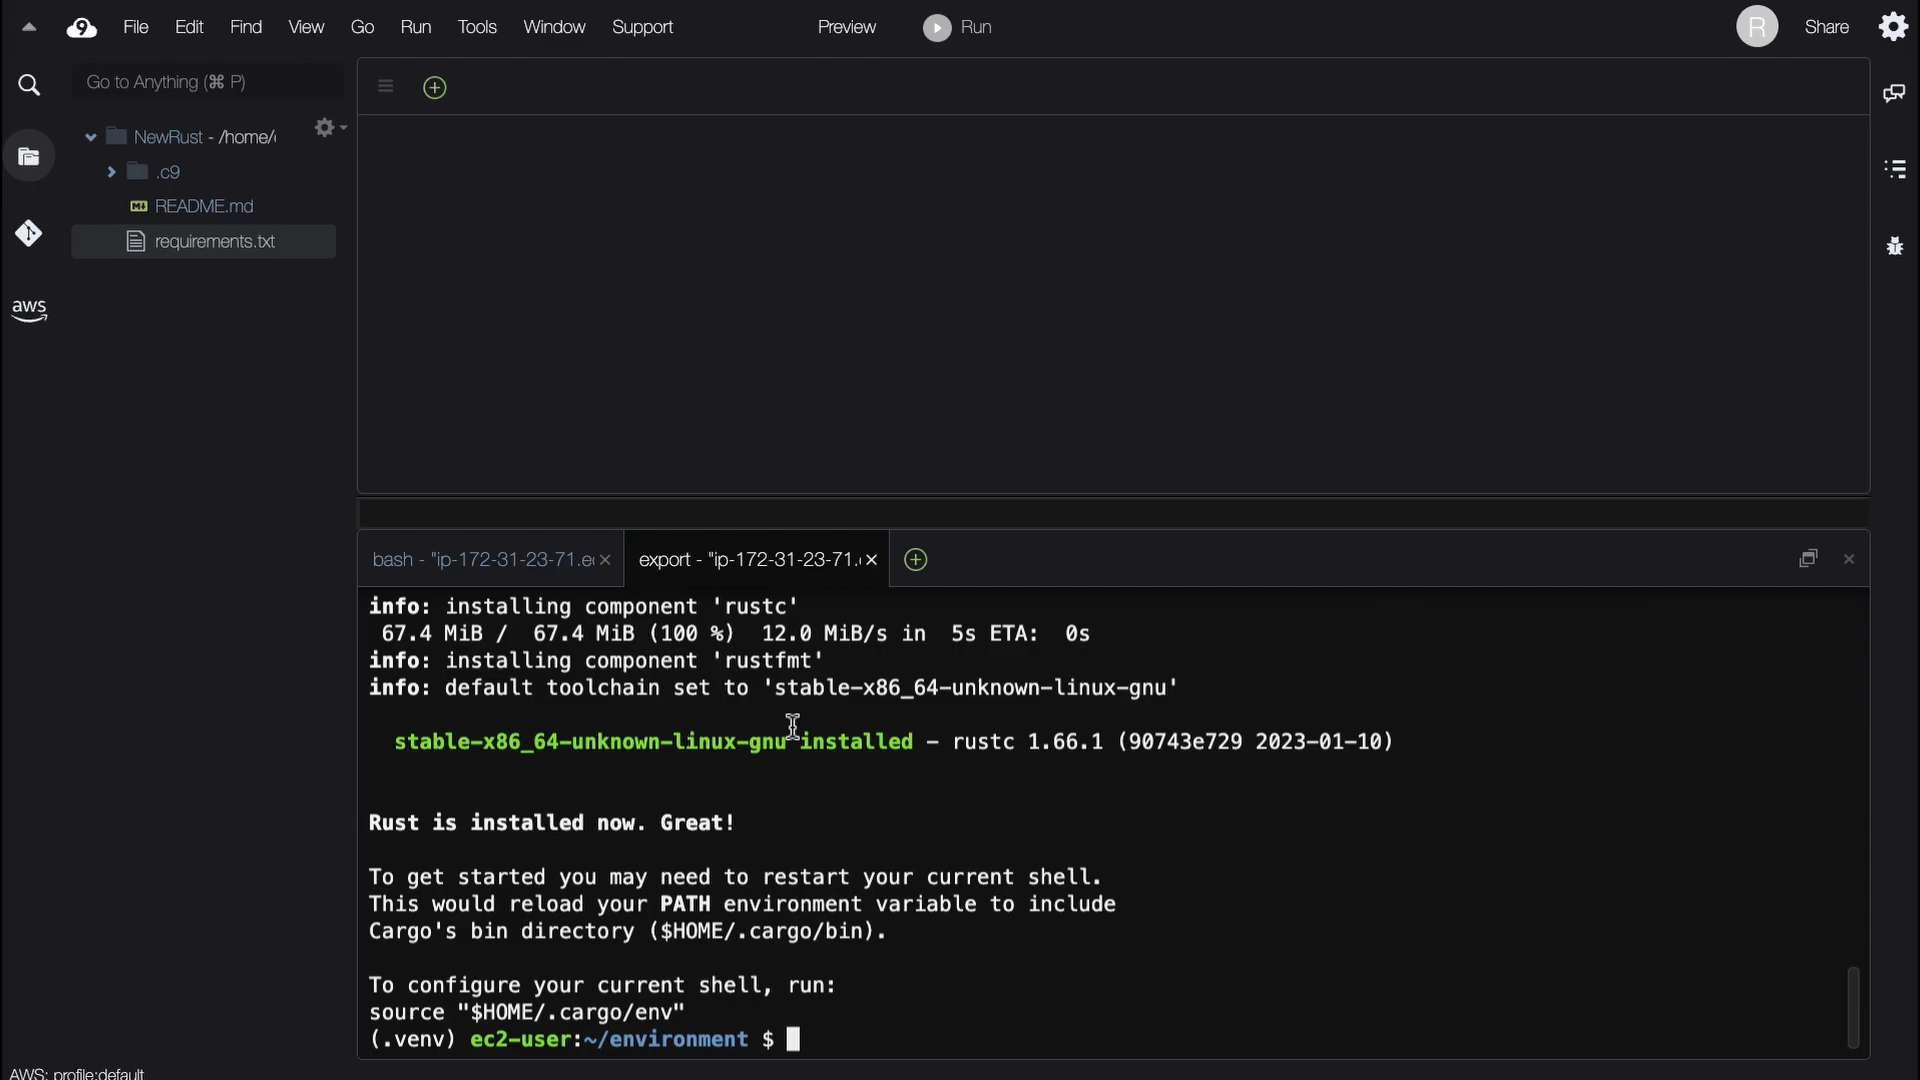 File Edit Find View Go Run Tools Window Support Preview Run R Share
Go to Anything (⌘ P)
NewRust - /home/
.c9
README.md
requirements.txt
aws
bash - "ip-172-31-23-71.ec × export - "ip-172-31-23-71. ×
info: installing component 'rustc'
67.4 MiB / 67.4 MiB (100 %) 12.0 MiB/s in 5s ETA: 0s
info: installing component 'rustfmt'
info: default toolchain set to 'stable-x86_64-unknown-linux-gnu'
stable-x86_64-unknown-linux-gnu installed - rustc 1.66.1 (90743e729 2023-01-10)
Rust is installed now. Great!
To get started you may need to restart your current shell.
This would reload your PATH environment variable to include
Cargo's bin directory ($HOME/.cargo/bin).
To configure your current shell, run:
source "$HOME/.cargo/env"
(.venv) ec2-user:~/environment $
AWS: profile:default